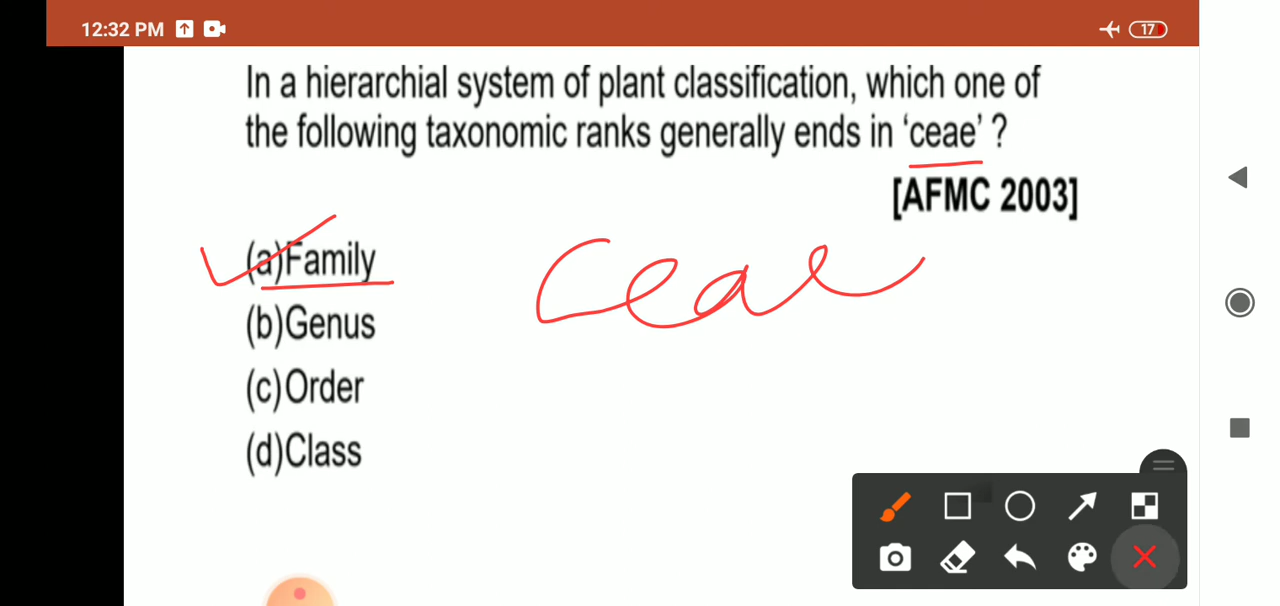 12:32 PM
17
In a hierarchial system of plant classification, which one of
the following taxonomic ranks generally ends in ‘ceae’ ?
[AFMC 2003]
(a)Family
ceae
(b)Genus
(c)Order
(d)Class